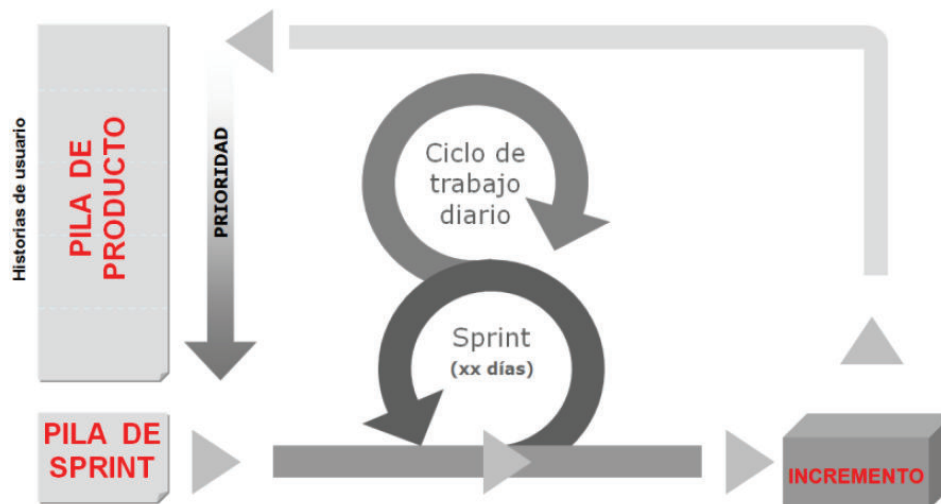 Historias de usuario
PILA DE
PRODUCTO
PRIORIDAD
Ciclo de
trabajo
diario
Sprint
(xx días)
PILA DE
SPRINT
INCREMENTO